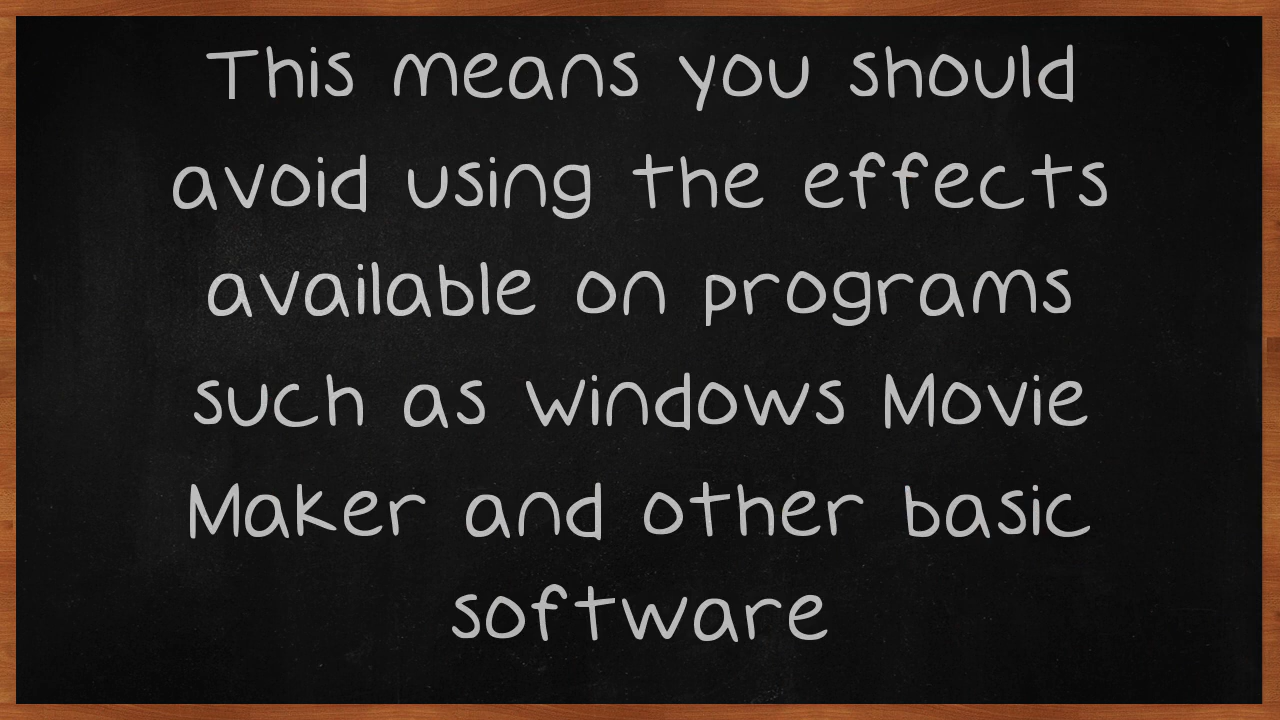 This means you should
avoid using the effects
available on programs
such as windows Movie
Maker and other basic
software